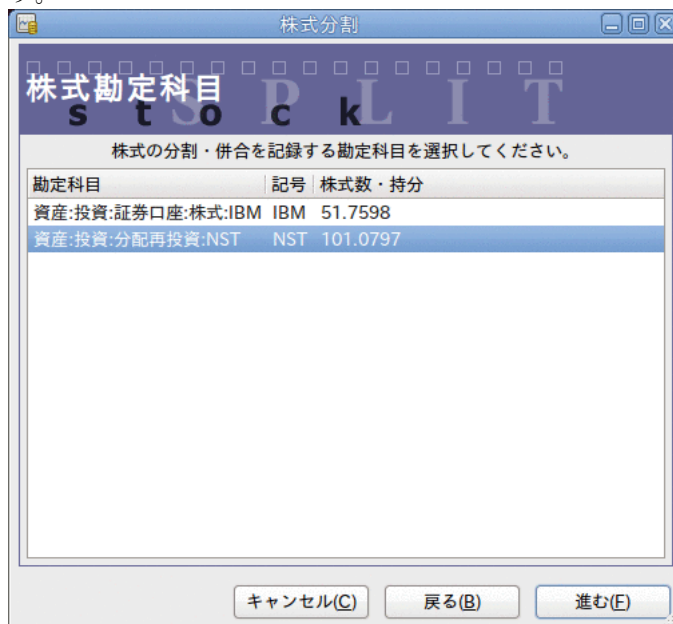 す。
株式分割
株式勘定科目
S P L I T
s t o c k
株式の分割・併合を記録する勘定科目を選択してください。
勘定科目 記号 株式数・持分
資産:投資:証券口座:株式:IBM IBM 51.7598
資産:投資:分配再投資:NST NST 101.0797
キャンセル(C) 戻る(B) 進む(F)